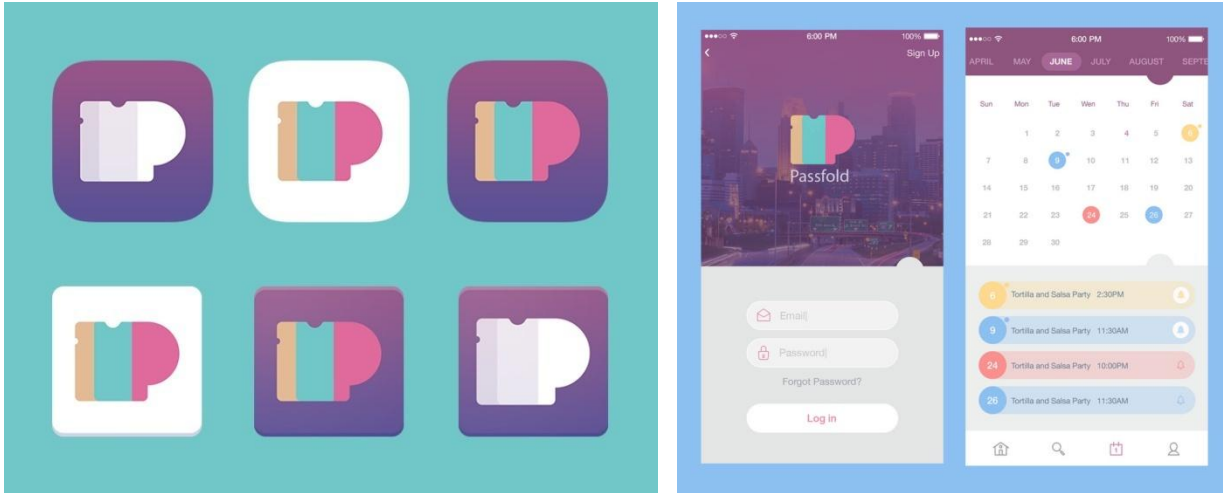 6:00 PM 100%
Sign Up
Passfold
Email
Password
Forgot Password?
Log in
6:00 PM 100%
APRIL MAY JUNE JULY AUGUST SEPTE
Sun Mon Tue Wen Thu Fri Sat
1 2 3 4 5 6
7 8 9 10 11 12 13
14 15 16 17 18 19 20
21 22 23 24 25 26 27
28 29 30
6 Tortilla and Salsa Party 2:30PM
9 Tortilla and Salsa Party 11:30AM
24 Tortilla and Salsa Party 10:00PM
26 Tortilla and Salsa Party 11:30AM
1